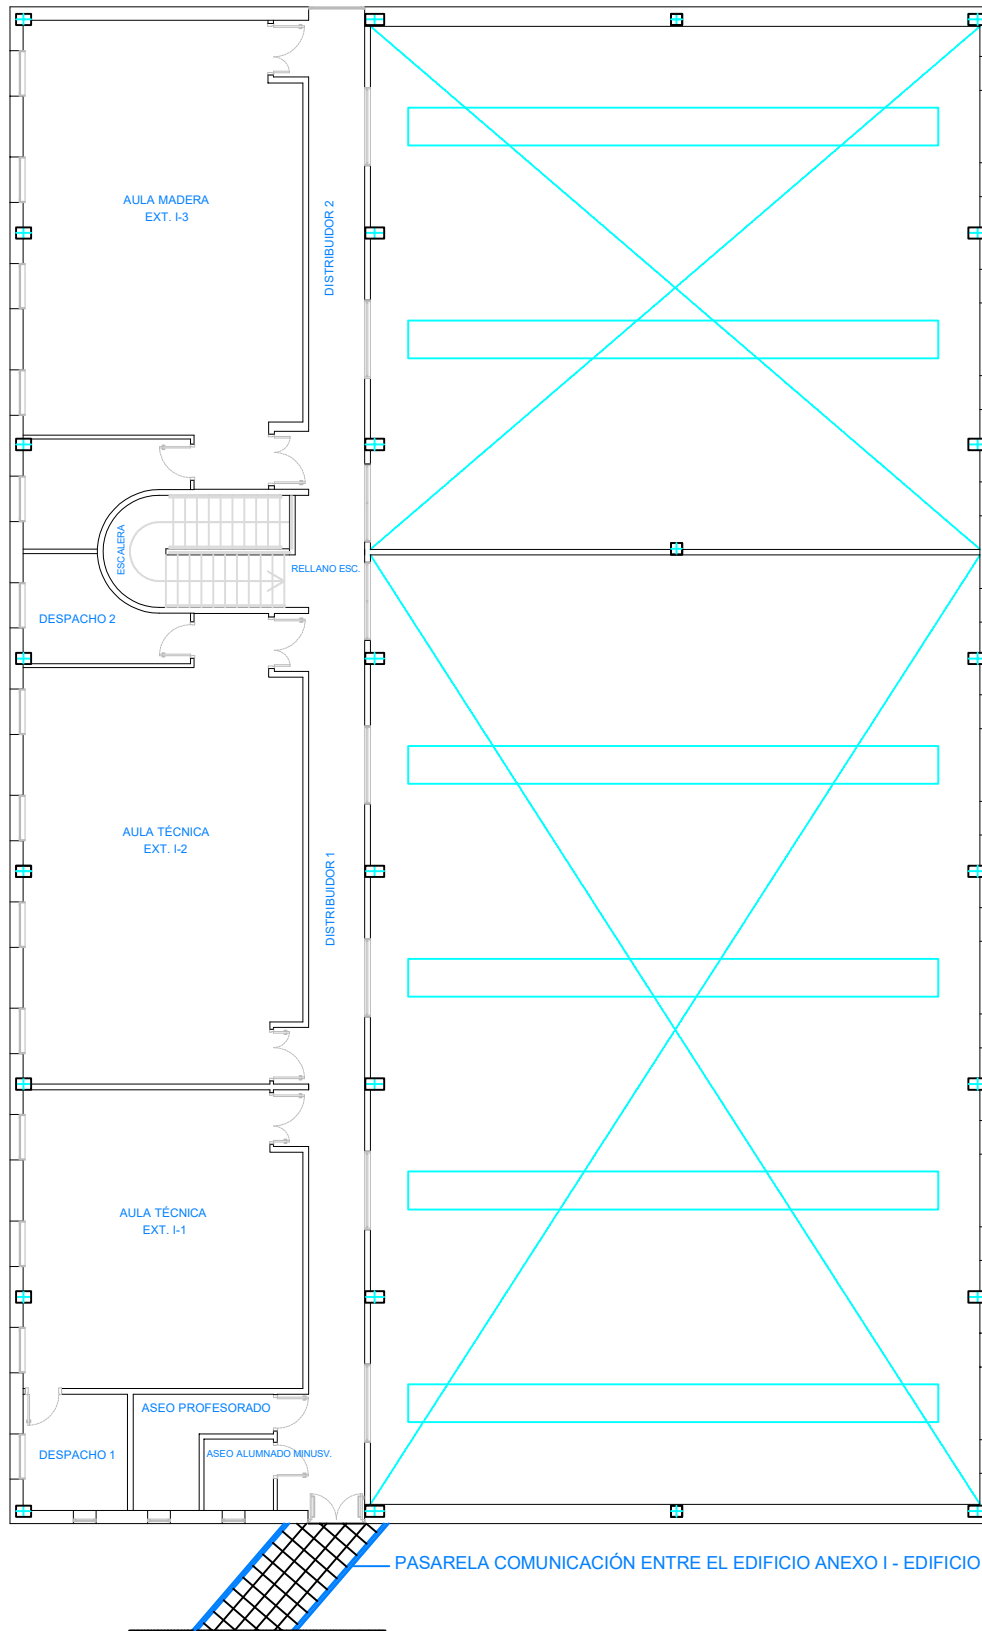 AULA MADERA
EXT. I-3
DISTRIBUIDOR 2
ESCALERA
RELLANO ESC.
DESPACHO 2
AULA TÉCNICA
EXT. I-2
DISTRIBUIDOR 1
AULA TÉCNICA
EXT. I-1
ASEO PROFESORADO
DESPACHO 1
ASEO ALUMNADO MINUSV.
PASARELA COMUNICACIÓN ENTRE EL EDIFICIO ANEXO I - EDIFICIO